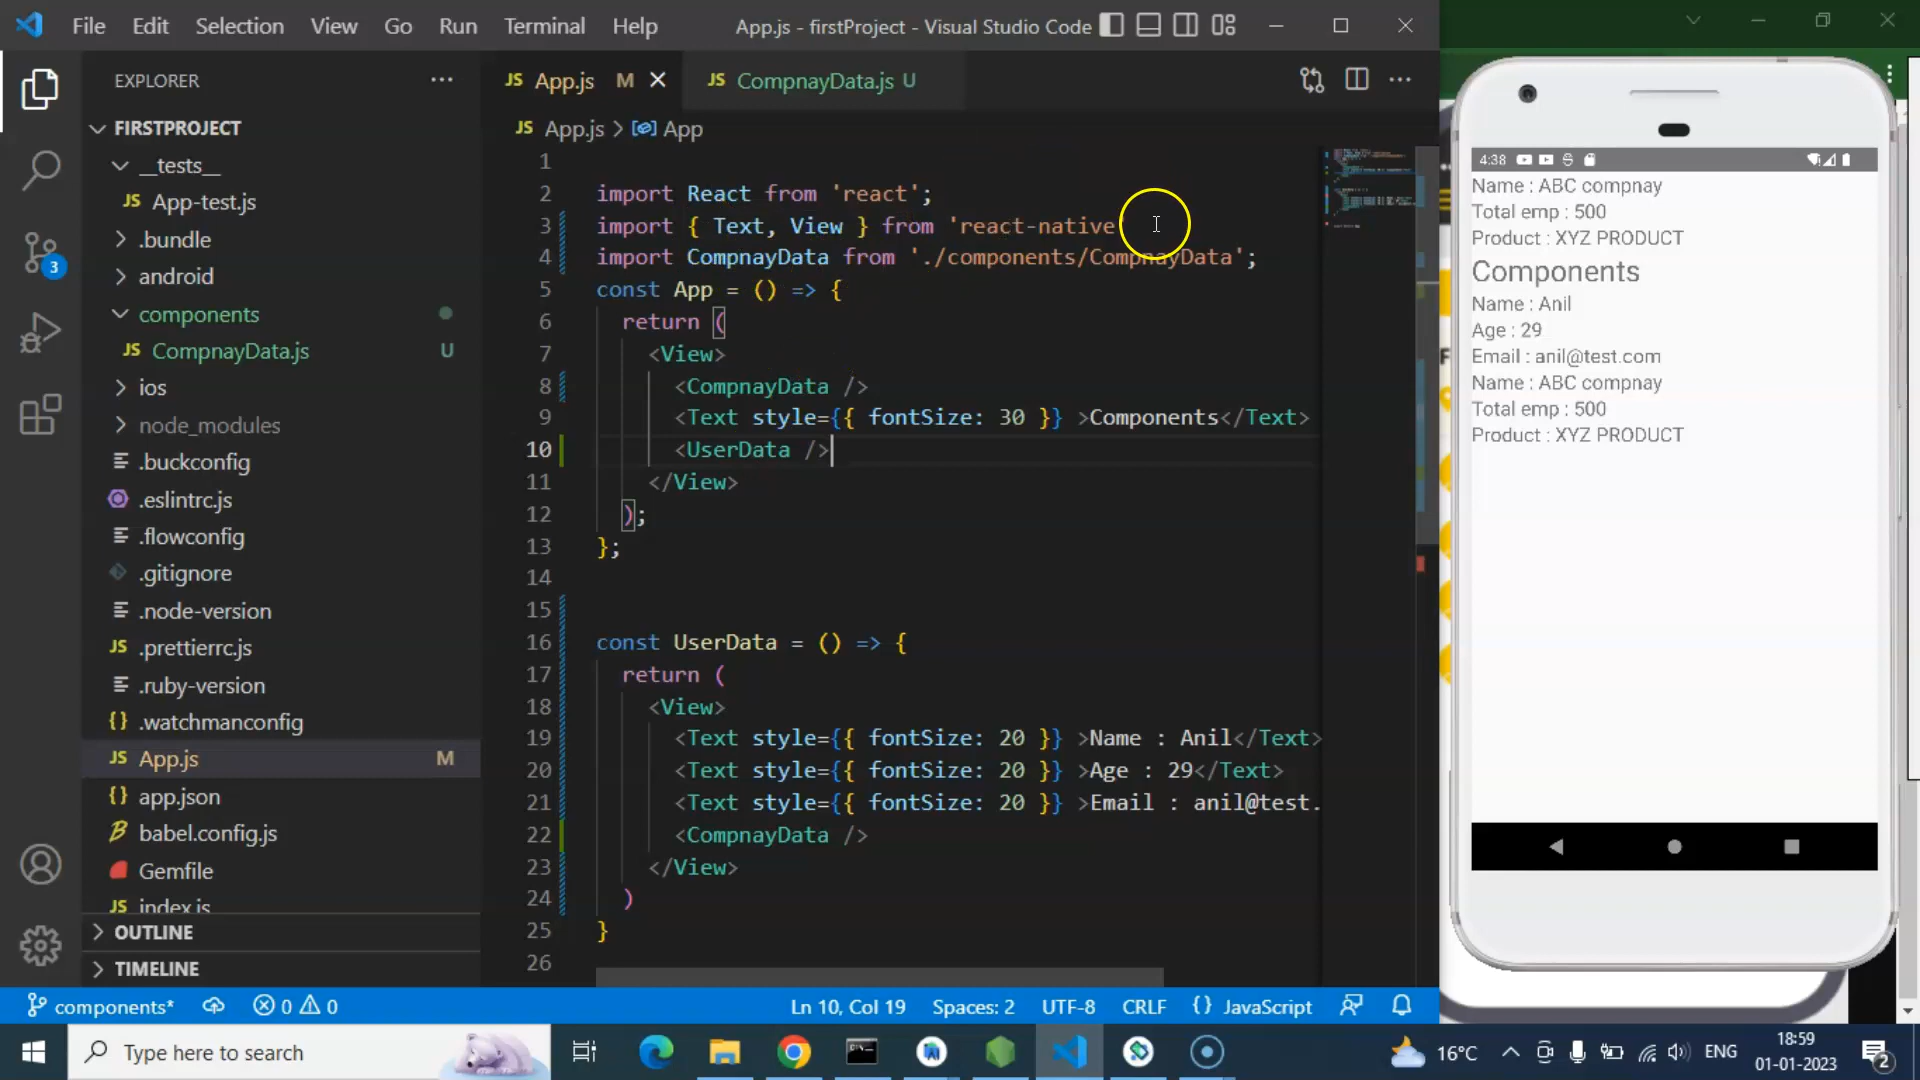 File Edit Selection View Go Run Terminal Help App.js - firstProject - Visual Studio Code
EXPLORER
FIRSTPROJECT
__tests__
JS App-test.js
.bundle
android
components
JS CompnayData.js U
ios
node_modules
.buckconfig
.eslintrc.js
.flowconfig
.gitignore
.node-version
JS .prettierrc.js
.ruby-version
{} .watchmanconfig
JS App.js M
{} app.json
babel.config.js
Gemfile
JS index.js
OUTLINE
TIMELINE
3
JS App.js M JS CompnayData.js U
JS App.js > App
1
2 import React from 'react';
3 import { Text, View } from 'react-native
4 import CompnayData from './components/CompnayData';
5 const App = () => {
6 return (
7 <View>
8 <CompnayData />
9 <Text style={{ fontSize: 30 }} >Components</Text>
10 <UserData />
11 </View>
12 );
13 };
14
15
16 const UserData = () => {
17 return (
18 <View>
19 <Text style={{ fontSize: 20 }} >Name : Anil</Text>
20 <Text style={{ fontSize: 20 }} >Age : 29</Text>
21 <Text style={{ fontSize: 20 }} >Email : anil@test.
22 <CompnayData />
23 </View>
24 )
25 }
26
4:38
Name : ABC compnay
Total emp : 500
Product : XYZ PRODUCT
Components
Name : Anil
Age : 29
Email : anil@test.com
Name : ABC compnay
Total emp : 500
Product : XYZ PRODUCT
components* 0 0 Ln 10, Col 19 Spaces: 2 UTF-8 CRLF {} JavaScript
Type here to search 16°C ENG 18:59
01-01-2023 2